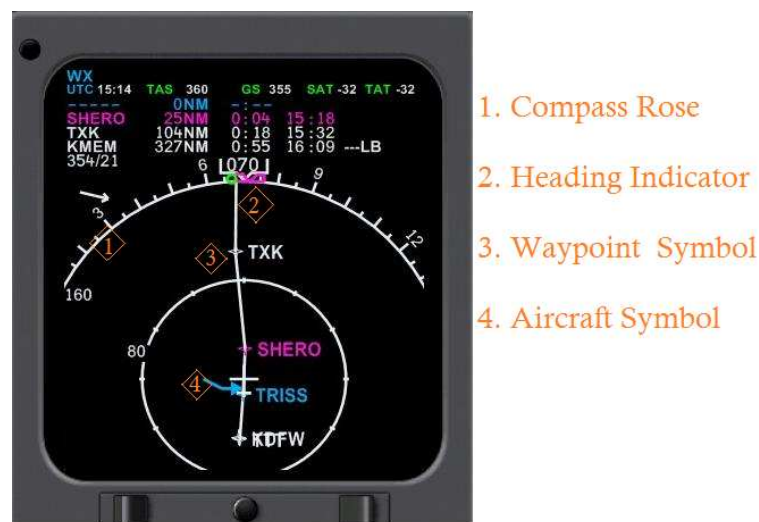 WX
UTC 15:14 TAS 360 GS 355 SAT -32 TAT -32
----- 0NM -:--
SHERO 25NM 0:04 15:18
TXK 104NM 0:18 15:32
KMEM 327NM 0:55 16:09 ---LB
354/21
6 070 9
3 12
1 2
3 TXK
160
80 SHERO
4 TRISS
KDFW
1. Compass Rose
2. Heading Indicator
3. Waypoint Symbol
4. Aircraft Symbol